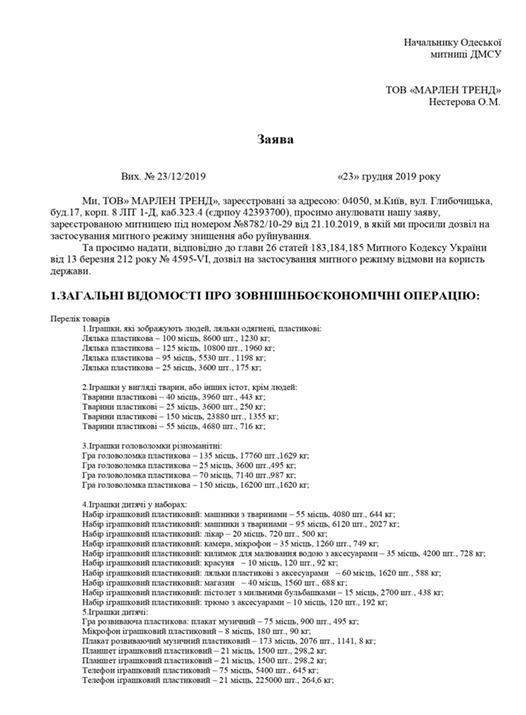 Начальнику Одеської
митниці ДМСУ
ТОВ «МАРЛЕН ТРЕНД»
Нестерова О.М.
Заява
Вих. № 23/12/2019 «23» грудня 2019 року
Ми, ТОВ» МАРЛЕН ТРЕНД», зареєстровані за адресою: 04050, м.Київ, вул. Глибочицька,
буд.17, корп. 8 ЛІТ 1-Д, каб.323.4 (єдрпоу 42393700), просимо анулювати нашу заяву,
зареєстрованою митницею під номером №8782/10-29 від 21.10.2019, в якій ми просили дозвіл на
застосування митного режиму знищення або руйнування.
Та просимо надати, відповідно до глави 26 статей 183,184,185 Митного Кодексу України
від 13 березня 212 року № 4595-VI, дозвіл на застосування митного режиму відмови на користь
держави.
1.ЗАГАЛЬНІ ВІДОМОСТІ ПРО ЗОВНІШНБОЄКОНОМІЧНІ ОПЕРАЦІЮ:
Перелік товарів
1.Іграшки, які зображують людей, ляльки одягнені, пластикові:
Лялька пластикова – 100 місць, 8600 шт., 1230 кг;
Лялька пластикова – 125 місць, 10800 шт., 1960 кг;
Лялька пластикова – 95 місць, 5530 шт., 1198 кг;
Лялька пластикова – 25 місць, 3600 шт., 175 кг;
2.Іграшки у вигляді тварин, або інших істот, крім людей:
Тварини пластикові – 40 місць, 3960 шт., 443 кг;
Тварини пластикові – 25 місць, 3600 шт., 250 кг;
Тварини пластикові – 150 місць, 23880 шт., 1355 кг;
Тварини пластикові – 55 місць, 4680 шт., 716 кг;
3.Іграшки головоломки різноманітні:
Гра головоломка пластикова – 135 місць, 17760 шт.,1629 кг;
Гра головоломка пластикова – 25 місць, 3600 шт.,495 кг;
Гра головоломка пластикова – 70 місць, 7140 шт.,987 кг;
Гра головоломка пластикова – 150 місць, 16200 шт.,1620 кг;
4.Іграшки дитячі у наборах:
Набір іграшковий пластиковий: машинки з тваринами – 55 місць, 4080 шт., 644 кг;
Набір іграшковий пластиковий: машинки з тваринами – 95 місць, 6120 шт., 2027 кг;
Набір іграшковий пластиковий: лікар – 20 місць, 720 шт., 500 кг;
Набір іграшковий пластиковий: камера, мікрофон – 35 місць, 1260 шт., 749 кг;
Набір іграшковий пластиковий: килимок для малювання водою з аксесуарами – 35 місць, 4200 шт., 728 кг;
Набір іграшковий пластиковий: красуня – 10 місць, 120 шт., 92 кг;
Набір іграшковий пластиковий: ляльки пластикові з аксесуарами – 60 місць, 1620 шт., 588 кг;
Набір іграшковий пластиковий: магазин – 40 місць, 1560 шт., 688 кг;
Набір іграшковий пластиковий: пістолет з мильними бульбашками – 15 місць, 2700 шт., 438 кг;
Набір іграшковий пластиковий: трюмо з аксесуарами – 10 місць, 120 шт., 192 кг;
5.Іграшки дитячі:
Гра розвиваюча пластикова: плакат музичний – 75 місць, 900 шт., 495 кг;
Мікрофон іграшковий пластиковий – 8 місць, 180 шт., 90 кг;
Плакат розвиваючий музичний пластиковий – 173 місць, 2076 шт., 1141, 8 кг;
Планшет іграшковий пластиковий – 21 місць, 1500 шт., 298,2 кг;
Планшет іграшковий пластиковий – 21 місць, 1500 шт., 298,2 кг;
Телефон іграшковий пластиковий – 75 місць, 5400 шт., 645 кг;
Телефон іграшковий пластиковий – 21 місць, 225000 шт., 264,6 кг;